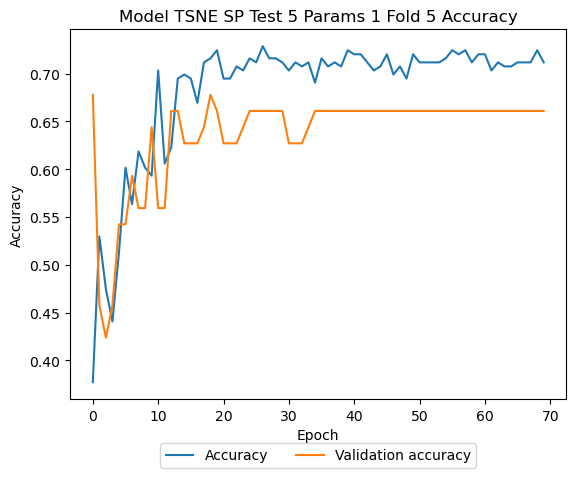 Model TSNE SP Test 5 Params 1 Fold 5 Accuracy
Accuracy
0.70
0.65
0.60
0.55
0.50
0.45
0.40
0 10 20 30 40 50 60 70
Epoch
Accuracy Validation accuracy